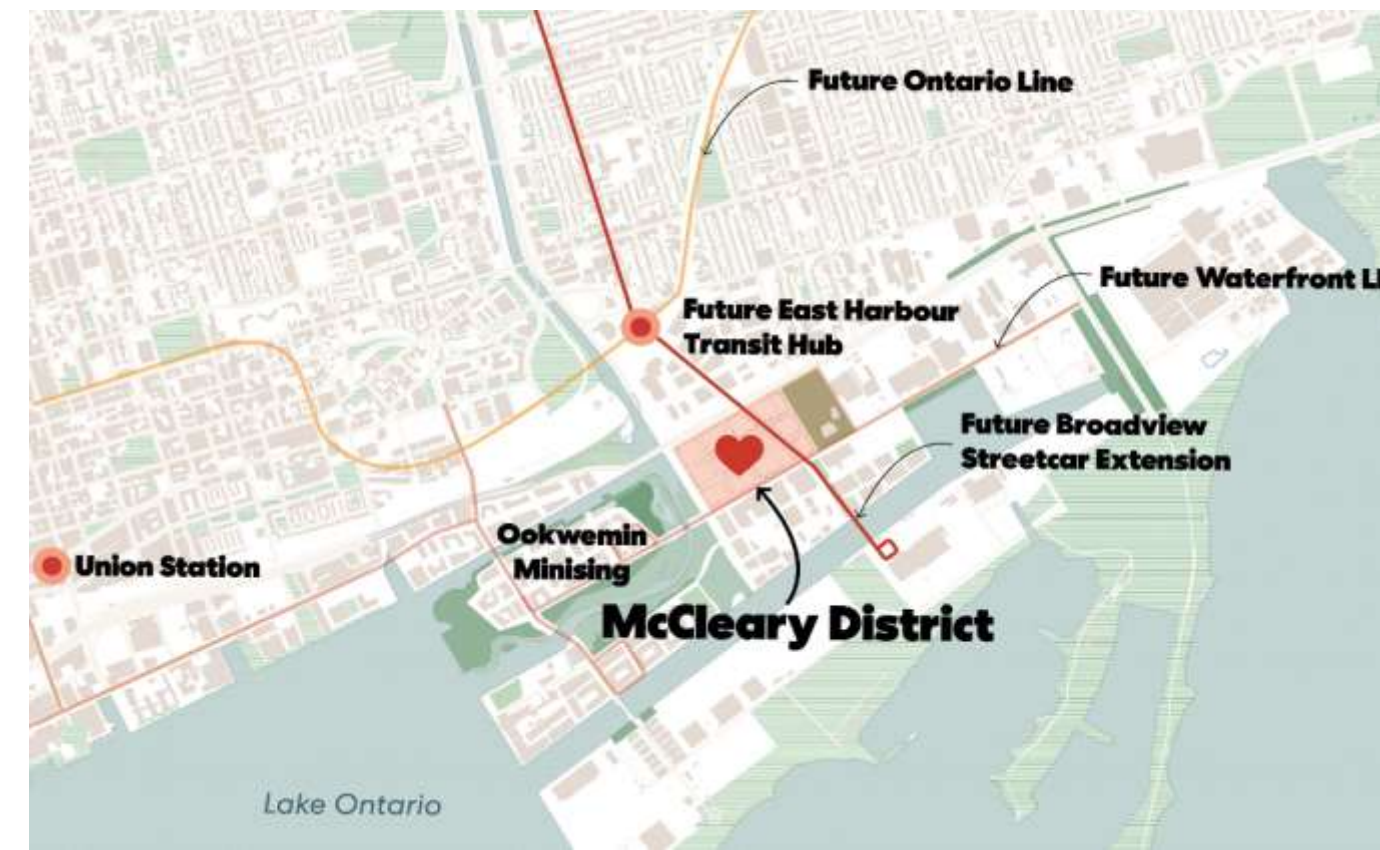 Future Ontario Line
Future Waterfront
Future East Harbour
Transit Hub
Future Broadview
Streetcar Extension
Ookwemin
Minising
Union Station
McCleary District
Lake Ontario